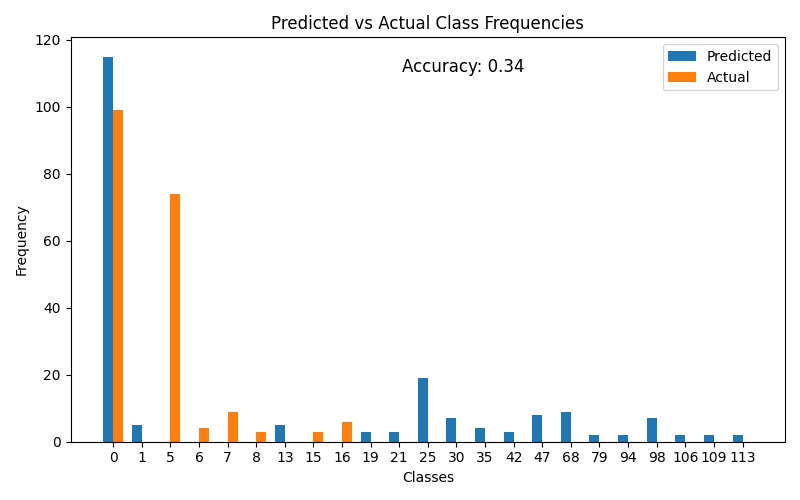 Predicted vs Actual Class Frequencies
120
100
80
60
40
20
0
Frequency
Accuracy: 0.34
Predicted
Actual
0 1 5 6 7 8 13 15 16 19 21 25 30 35 42 47 68 79 94 98 106 109 113
Classes